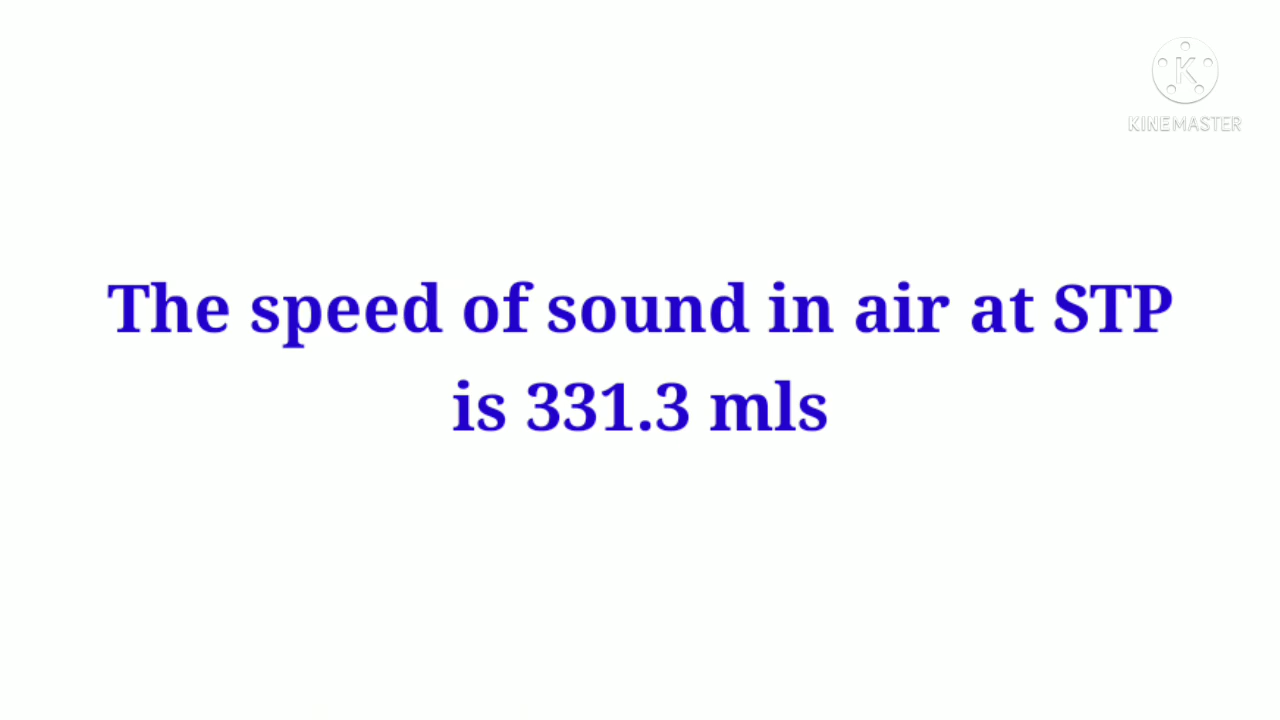 K
KINEMASTER
The speed of sound in air at STP
is 331.3 mls